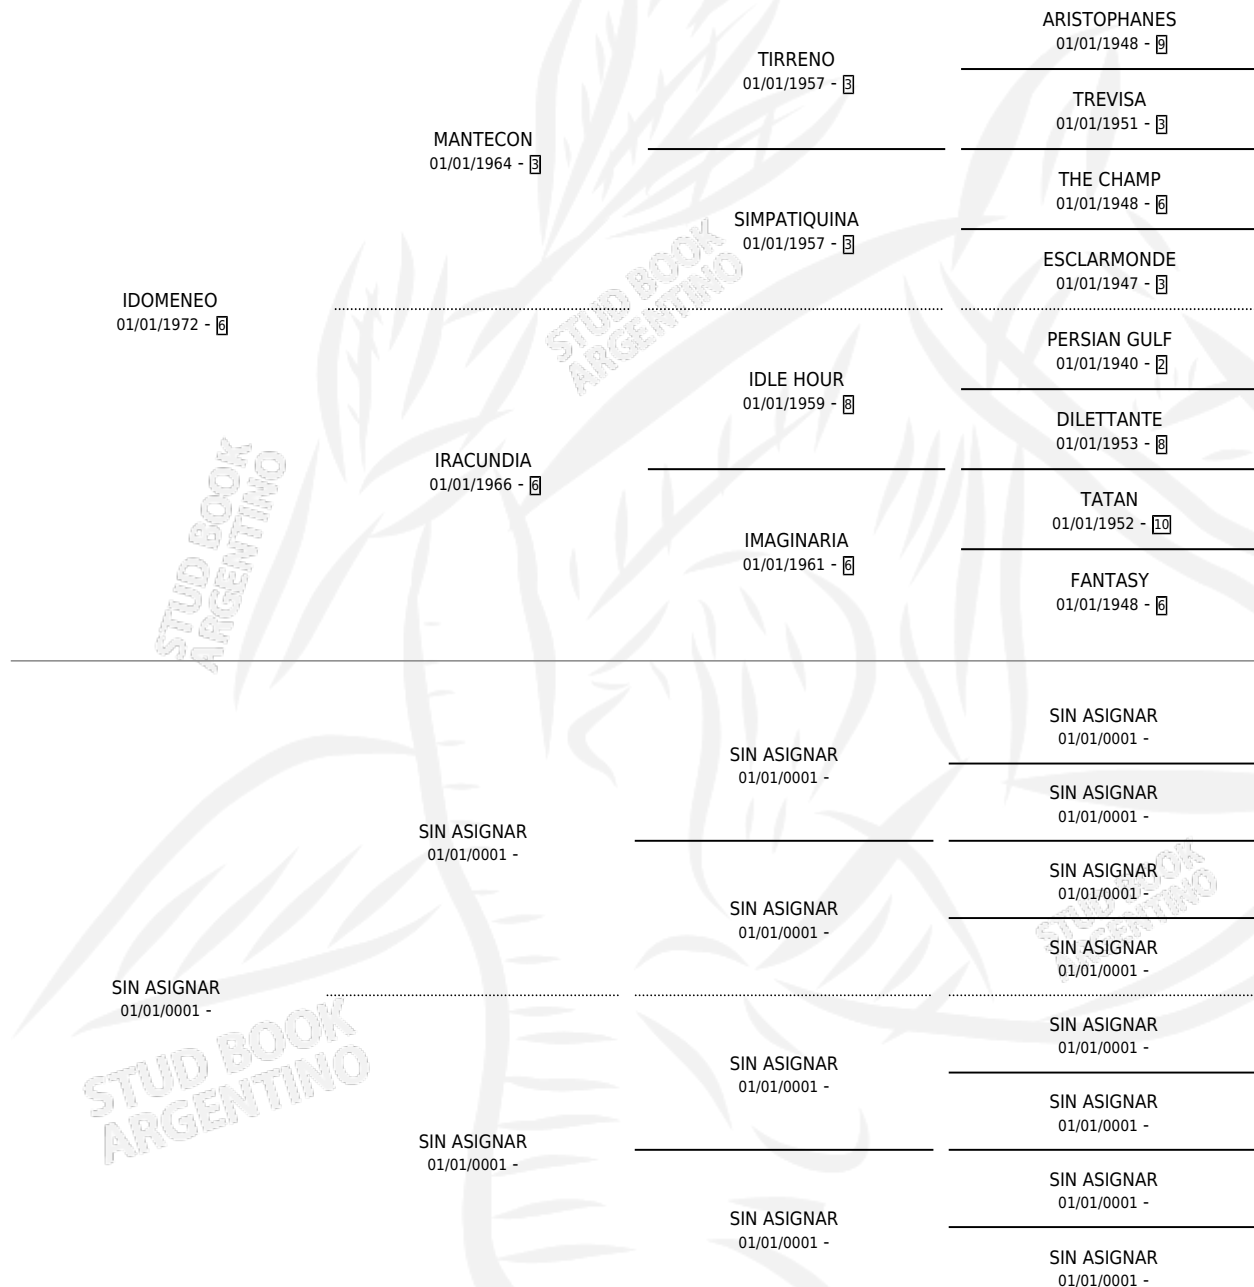 ARISTOPHANES
01/01/1948 - 9
TIRRENO
01/01/1957 - 3
TREVISA
01/01/1951 - 3
MANTECON
01/01/1964 - 3
THE CHAMP
01/01/1948 - 6
SIMPATIQUINA
01/01/1957 - 3
ESCLARMONDE
01/01/1947 - 3
IDOMENEO
01/01/1972 - 6
PERSIAN GULF
01/01/1940 - 2
IDLE HOUR
01/01/1959 - 8
DILETTANTE
01/01/1953 - 8
IRACUNDIA
01/01/1966 - 6
TATAN
01/01/1952 - 10
IMAGINARIA
01/01/1961 - 6
FANTASY
01/01/1948 - 6
STUD BOOK
ARGENTINO
STUD BOOK
ARGENTINO
SIN ASIGNAR
01/01/0001 -
SIN ASIGNAR
01/01/0001 -
SIN ASIGNAR
01/01/0001 -
SIN ASIGNAR
01/01/0001 -
SIN ASIGNAR
01/01/0001 -
SIN ASIGNAR
01/01/0001 -
SIN ASIGNAR
01/01/0001 -
SIN ASIGNAR
01/01/0001 -
SIN ASIGNAR
01/01/0001 -
SIN ASIGNAR
01/01/0001 -
SIN ASIGNAR
01/01/0001 -
SIN ASIGNAR
01/01/0001 -
SIN ASIGNAR
01/01/0001 -
SIN ASIGNAR
01/01/0001 -
SIN ASIGNAR
01/01/0001 -
STUD BOOK
ARGENTINO
STUD BOOK
ARGENTINO